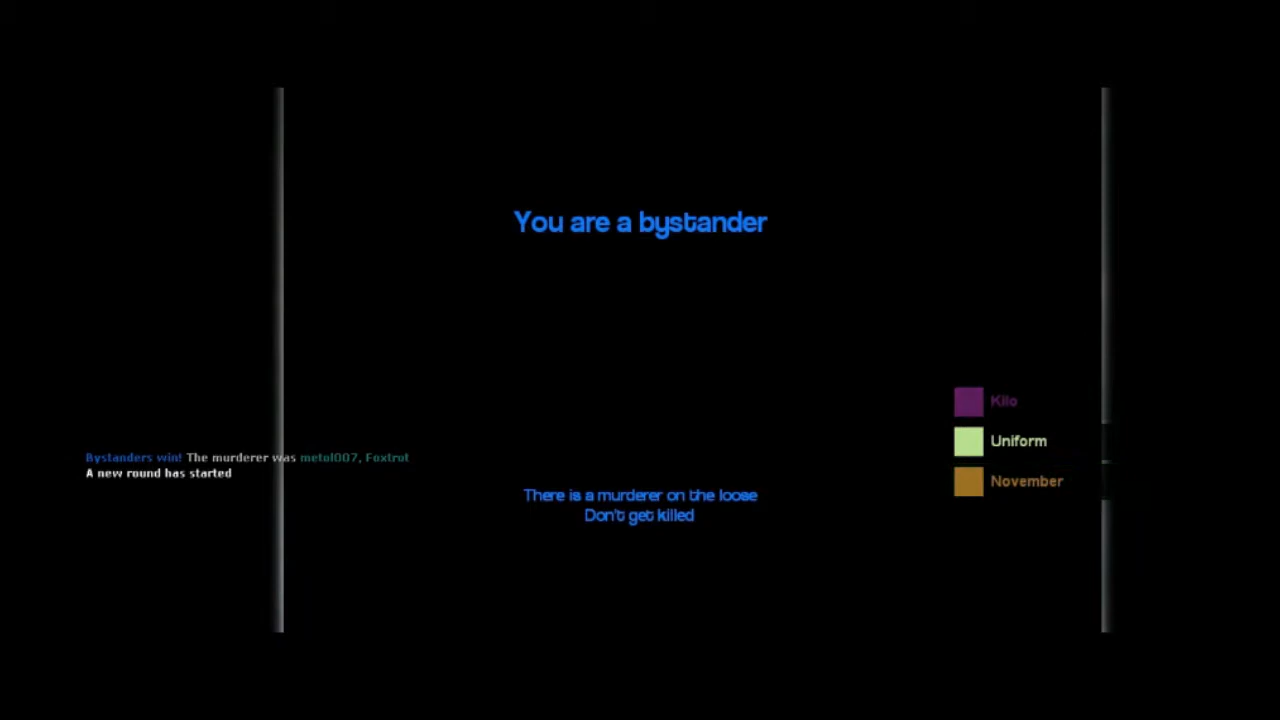 You are a bystander
Kilo
Uniform
Bystanders win! The murderer was metol007, Foxtrot
A new round has started
November
There is a murderer on the loose
Don't get killed